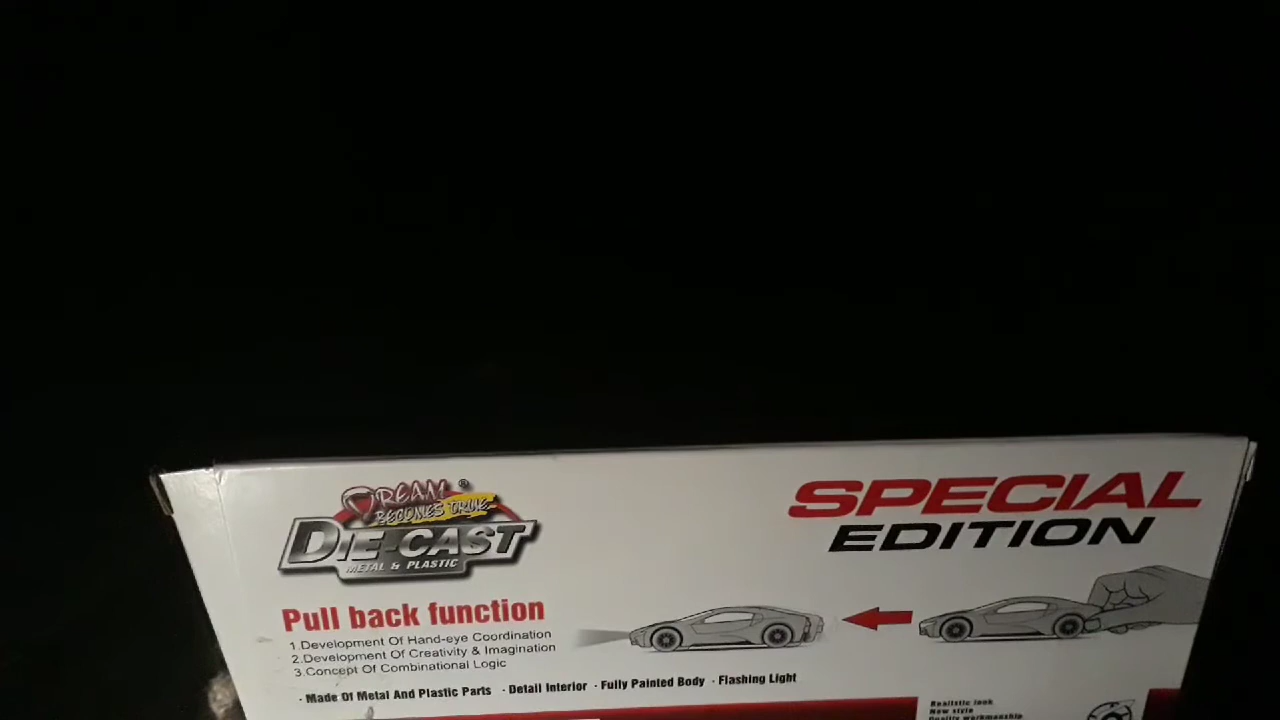 DREAM ®
BECOMES TRUE
DIE-CAST
METAL & PLASTIC
SPECIAL
EDITION
Pull back function
1.Development Of Hand-eye Coordination
2.Development Of Creativity & Imagination
3.Concept Of Combinational Logic
· Made Of Metal And Plastic Parts · Detail Interior · Fully Painted Body · Flashing Light
Realistic look
New style
Quality workmanship